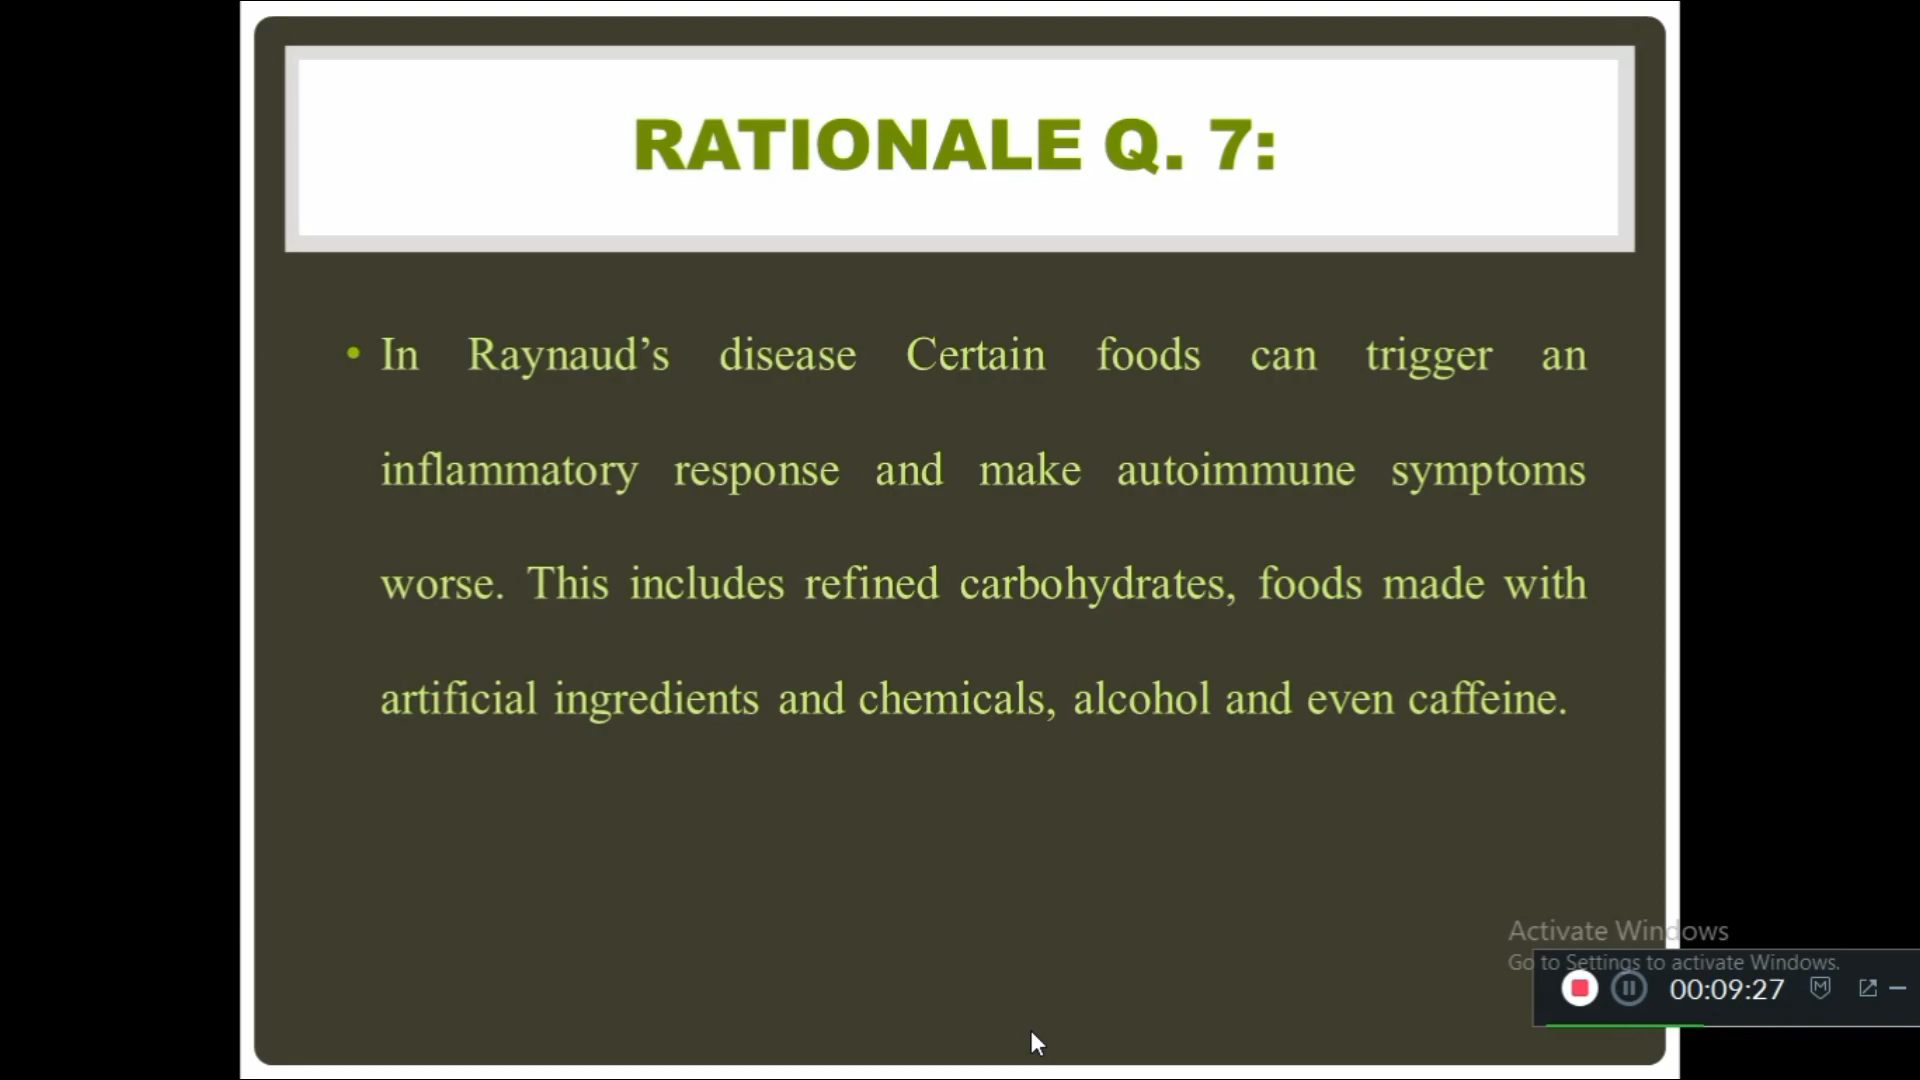 RATIONALE Q. 7:
• In Raynaud’s disease Certain foods can trigger an
inflammatory response and make autoimmune symptoms
worse. This includes refined carbohydrates, foods made with
artificial ingredients and chemicals, alcohol and even caffeine.
Activate Windows
Go to Settings to activate Windows.
00:09:27